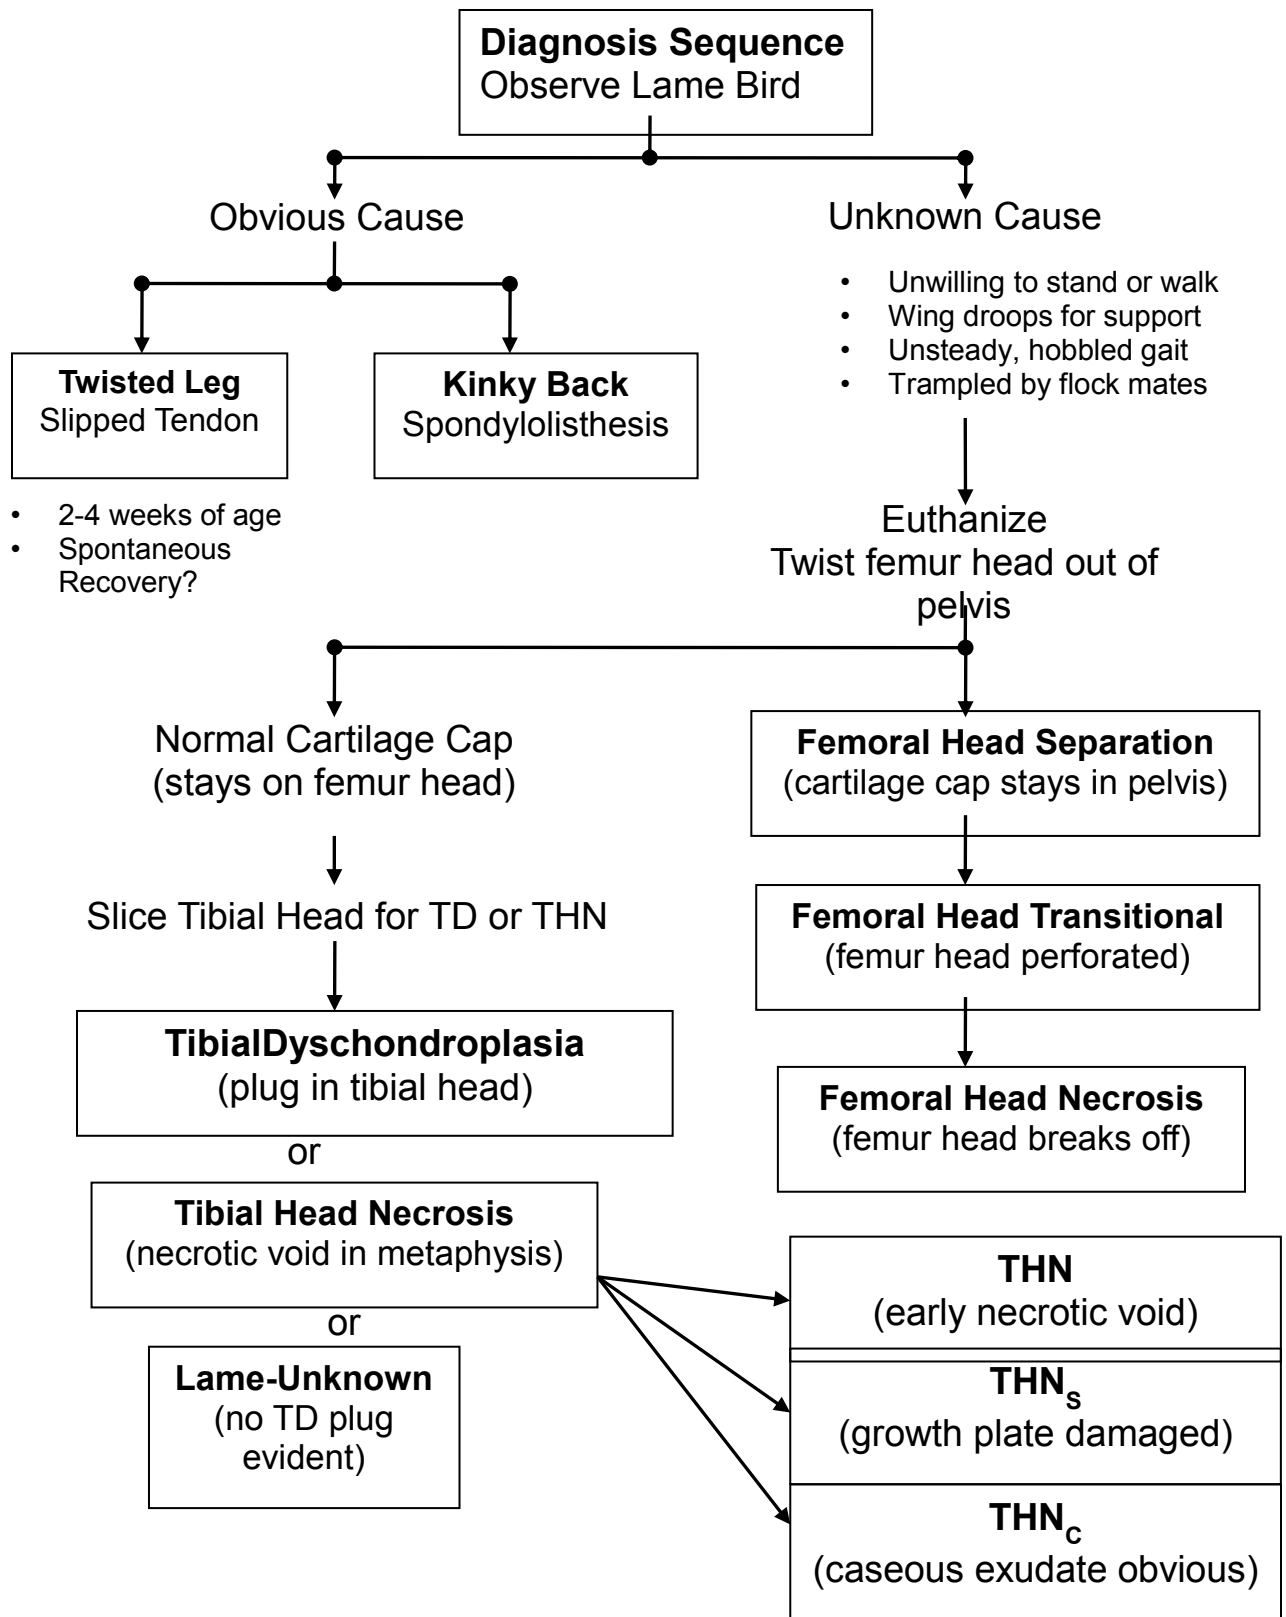 Diagnosis Sequence
Observe Lame Bird
Obvious Cause
Unknown Cause
• Unwilling to stand or walk
• Wing droops for support
• Unsteady, hobbled gait
• Trampled by flock mates
Twisted Leg
Slipped Tendon
Kinky Back
Spondylolisthesis
• 2-4 weeks of age
• Spontaneous
Recovery?
Euthanize
Twist femur head out of
pelvis
Normal Cartilage Cap
(stays on femur head)
Femoral Head Separation
(cartilage cap stays in pelvis)
Slice Tibial Head for TD or THN
Femoral Head Transitional
(femur head perforated)
TibialDyschondroplasia
(plug in tibial head)
Femoral Head Necrosis
(femur head breaks off)
or
Tibial Head Necrosis
(necrotic void in metaphysis)
or
Lame-Unknown
(no TD plug
evident)
THN
(early necrotic void)
THNS
(growth plate damaged)
THNC
(caseous exudate obvious)